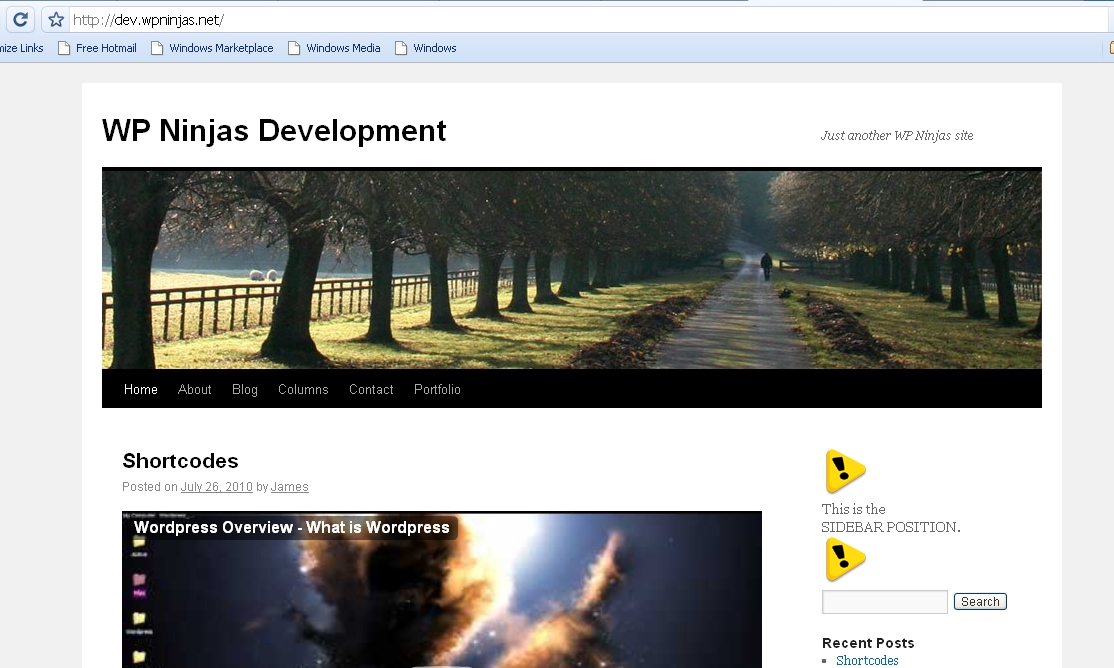 http://dev.wpninjas.net/
mize Links Free Hotmail Windows Marketplace Windows Media Windows
WP Ninjas Development
Just another WP Ninjas site
Home About Blog Columns Contact Portfolio
Shortcodes
Posted on July 26, 2010 by James
Wordpress Overview - What is Wordpress
This is the
SIDEBAR POSITION.
Search
Recent Posts
Shortcodes